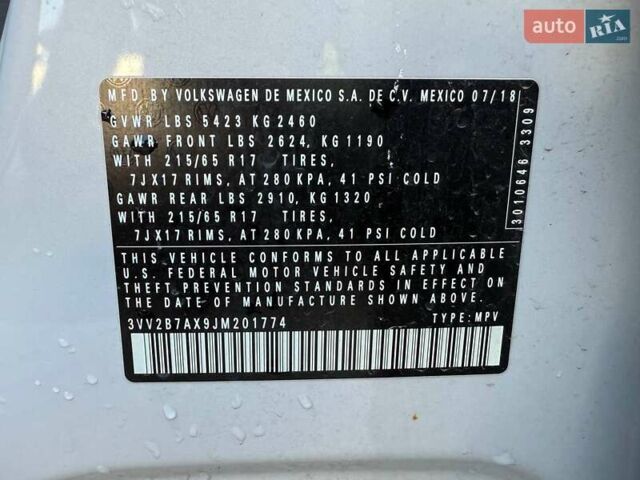 auto RIA.com
MFD. BY VOLKSWAGEN DE MEXICO S.A. DE C.V. MEXICO 07/18
GVWR LBS 5423 KG 2460
GAWR FRONT LBS 2624, KG 1190
WITH 215/65 R17 TIRES,
7JX17 RIMS, AT 280 KPA, 41 PSI COLD
GAWR REAR LBS 2910, KG 1320
WITH 215/65 R17 TIRES,
7JX17 RIMS, AT 280 KPA, 41 PSI COLD
THIS VEHICLE CONFORMS TO ALL APPLICABLE
U.S. FEDERAL MOTOR VEHICLE SAFETY AND
THEFT PREVENTION STANDARDS IN EFFECT ON
THE DATE OF MANUFACTURE SHOWN ABOVE.
3VV2B7AX9JM201774 TYPE: MPV
3010646 3309